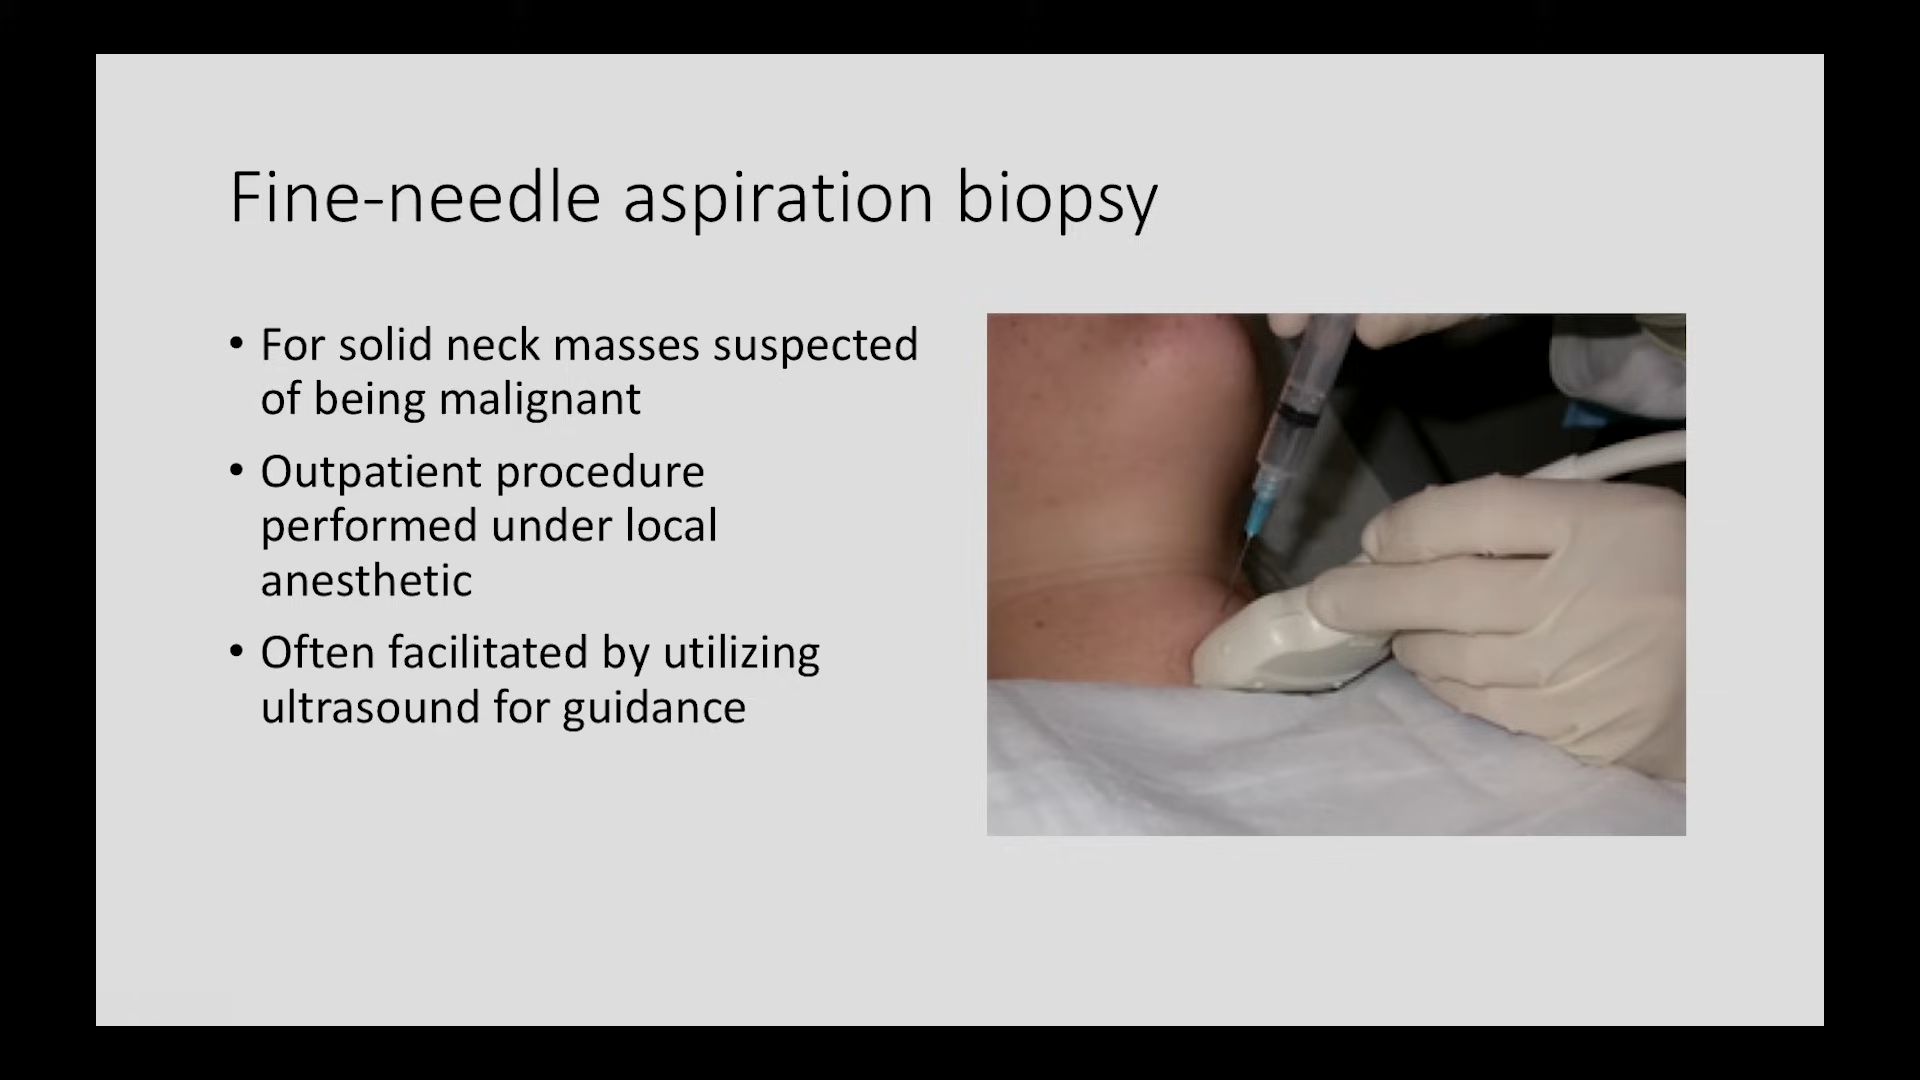 Fine-needle aspiration biopsy
• For solid neck masses suspected
of being malignant
• Outpatient procedure
performed under local
anesthetic
• Often facilitated by utilizing
ultrasound for guidance